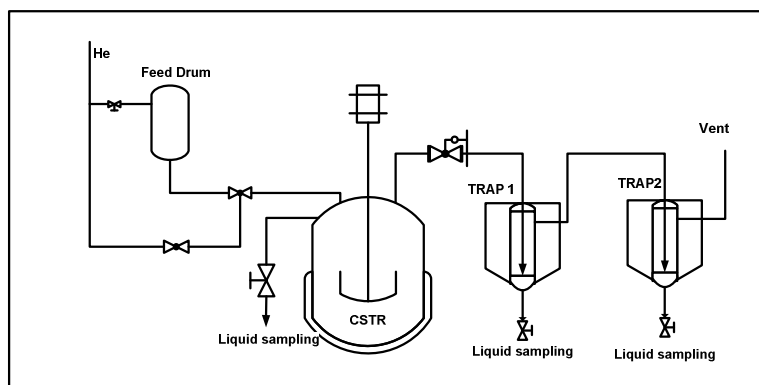 He
Feed Drum
Vent
TRAP 1
TRAP2
CSTR
Liquid sampling
Liquid sampling
Liquid sampling